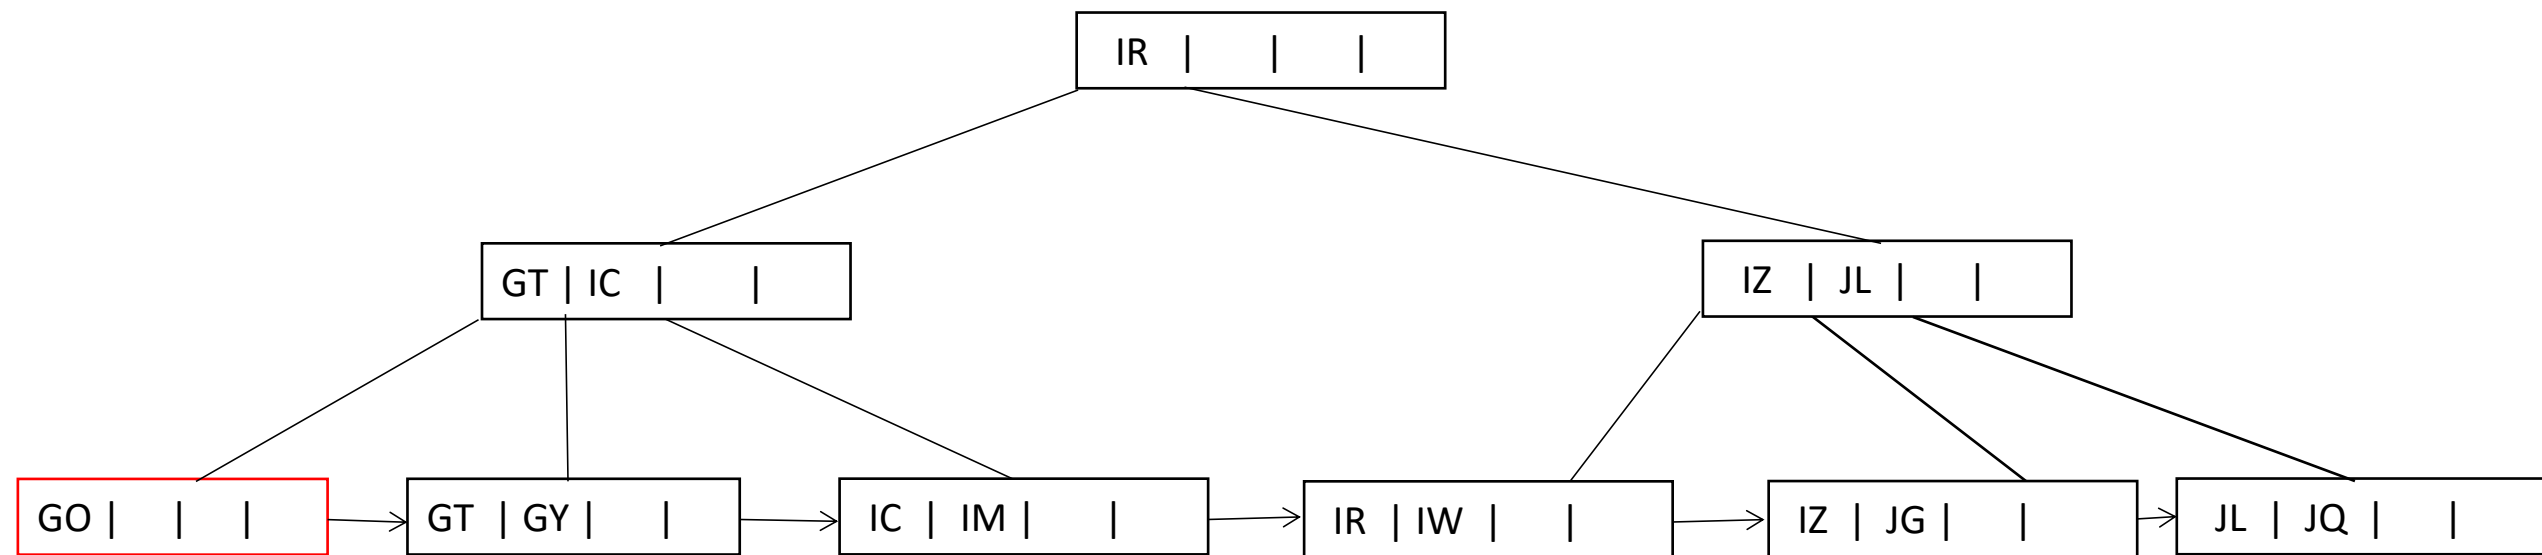 IR | | |
GT | IC | |
IZ | JL | |
GO | | |
GT | GY | |
IC | IM | |
IR | IW | |
IZ | JG | |
JL | JQ | |